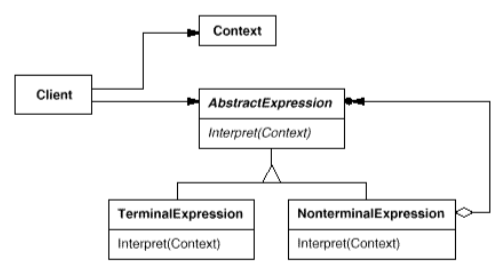 Context
Client
AbstractExpression
Interpret(Context)
TerminalExpression
Interpret(Context)
NonterminalExpression
Interpret(Context)